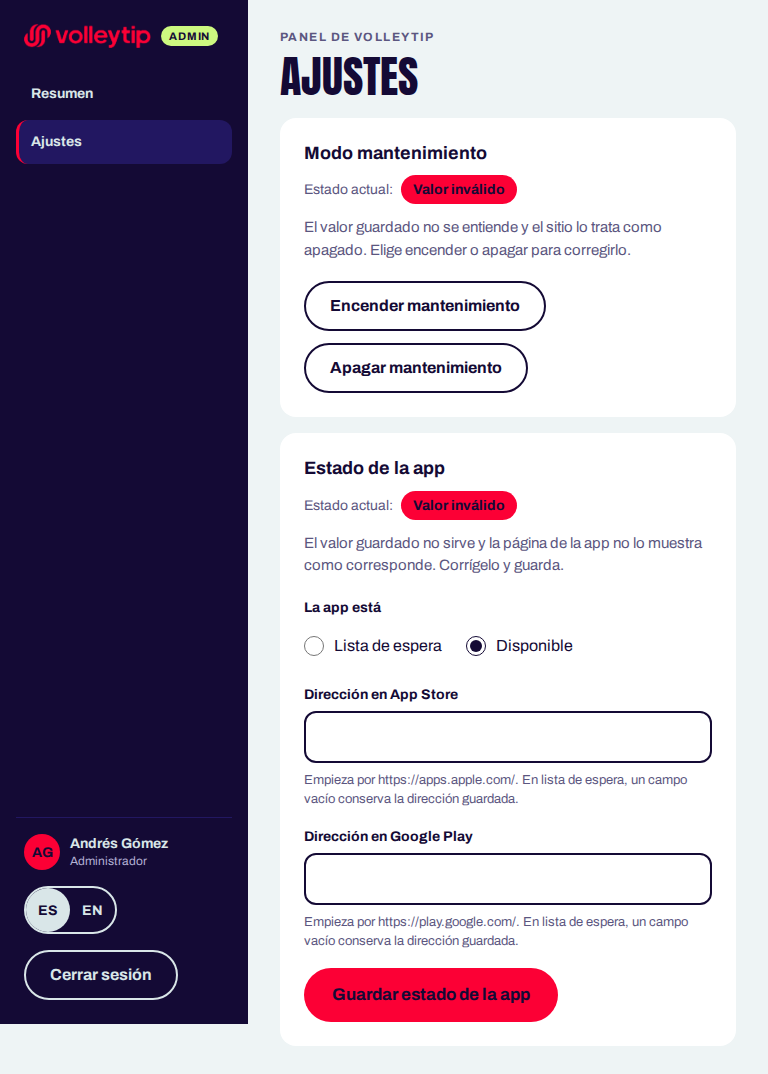 volleytip ADMIN
Resumen
Ajustes
Andrés Gómez
AG
Administrador
ES EN
Cerrar sesión
PANEL DE VOLLEYTIP
AJUSTES
Modo mantenimiento
Estado actual: Valor inválido
El valor guardado no se entiende y el sitio lo trata como
apagado. Elige encender o apagar para corregirlo.
Encender mantenimiento
Apagar mantenimiento
Estado de la app
Estado actual: Valor inválido
El valor guardado no sirve y la página de la app no lo muestra
como corresponde. Corrígelo y guarda.
La app está
Lista de espera Disponible
Dirección en App Store
Empieza por https://apps.apple.com/. En lista de espera, un campo
vacío conserva la dirección guardada.
Dirección en Google Play
Empieza por https://play.google.com/. En lista de espera, un campo
vacío conserva la dirección guardada.
Guardar estado de la app